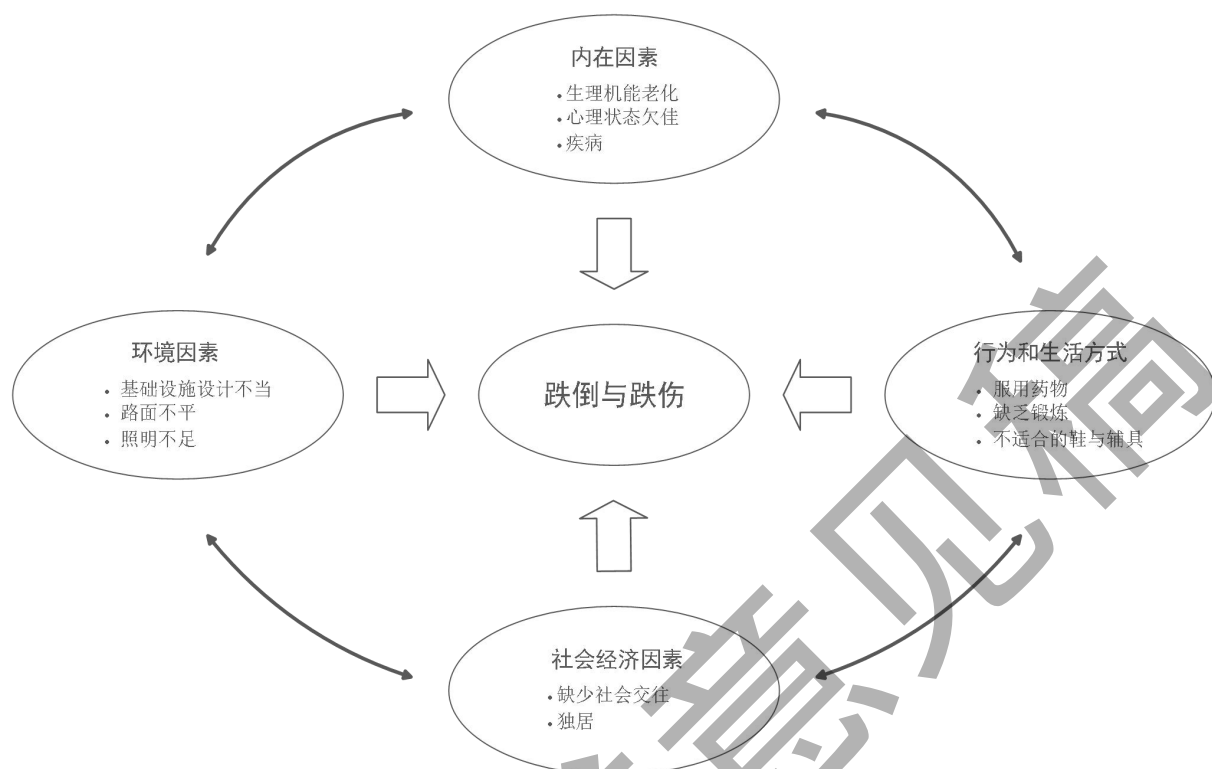 内在因素
•生理机能老化
•心理状态欠佳
•疾病
环境因素
• 基础设施设计不当
• 路面不平
• 照明不足
跌倒与跌伤
行为和生活方式
• 服用药物
• 缺乏锻炼
• 不适合的鞋与辅具
社会经济因素
•缺少社会交往
•独居
意见稿